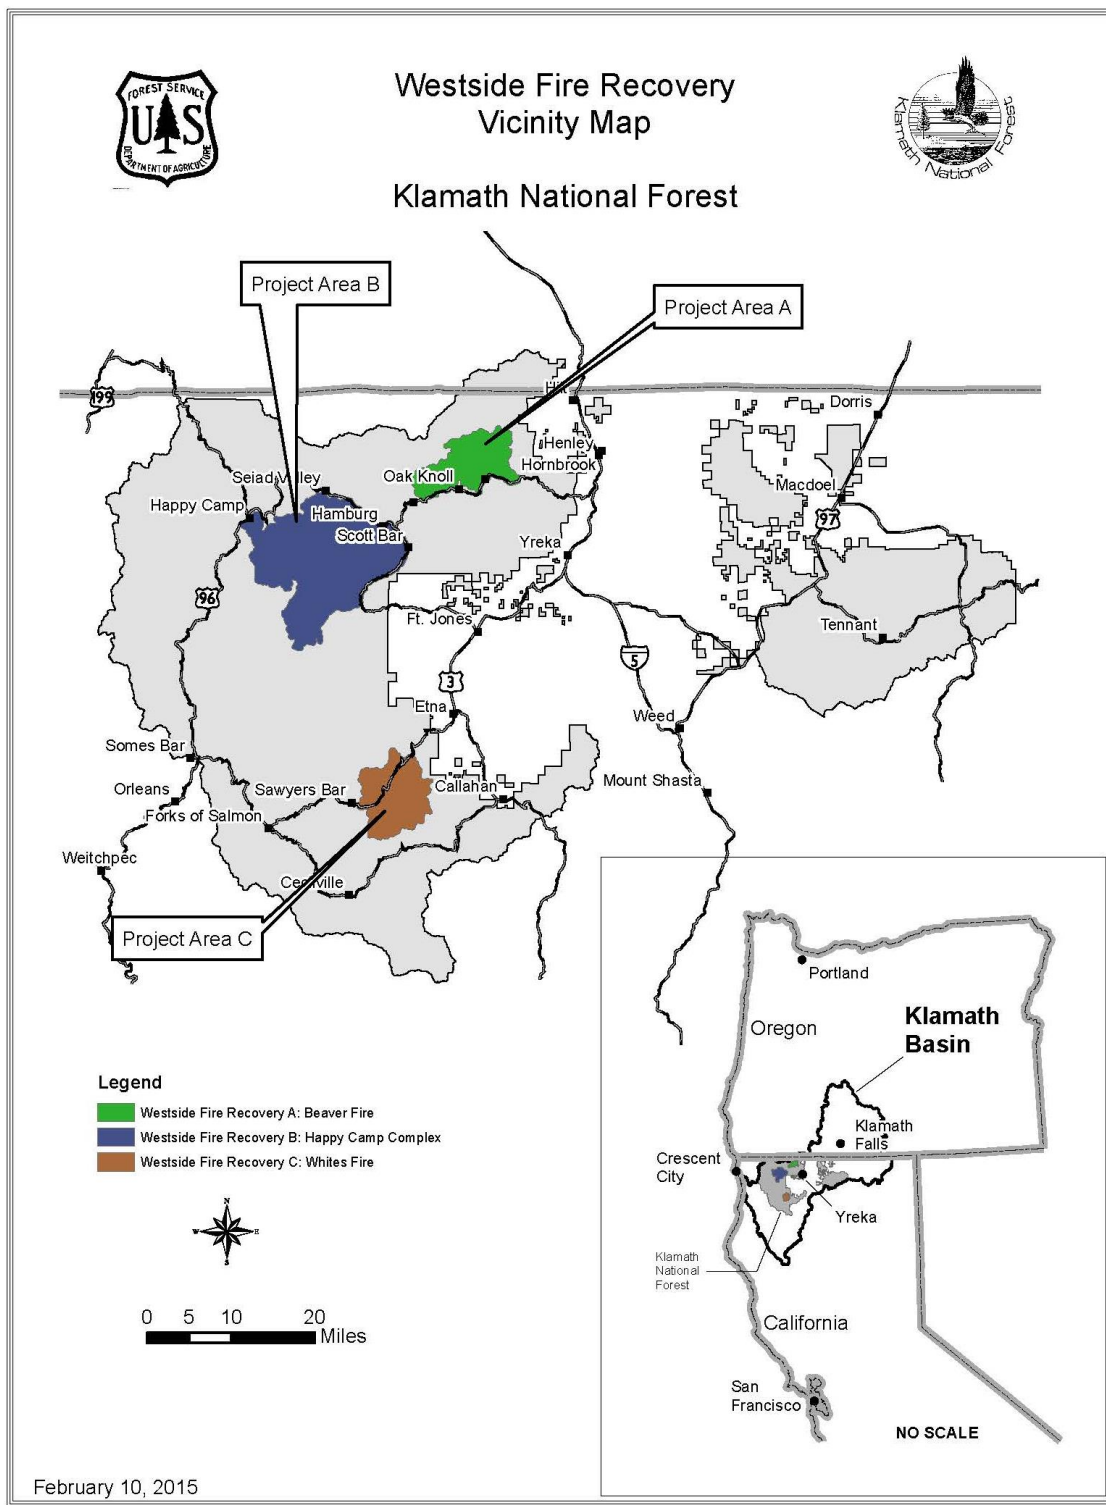 FOREST SERVICE
US
DEPARTMENT OF AGRICULTURE
Westside Fire Recovery
Vicinity Map
Klamath National Forest
Klamath National Forest
Project Area B
Project Area A
199
Dorris
Henley
Hornbrook
Seiad Valley
Oak Knoll
Macdoel
Happy Camp
Hamburg
97
Scott Bar
Yreka
96
Ft. Jones
Tennant
5
3
Etna
Weed
Somes Bar
Mount Shasta
Orleans
Sawyers Bar
Callahan
Forks of Salmon
Weitchpec
Cecilville
Project Area C
Portland
Oregon
Klamath
Basin
Klamath
Falls
Crescent
City
Yreka
Klamath
National
Forest
California
San
Francisco
NO SCALE
Legend
Westside Fire Recovery A: Beaver Fire
Westside Fire Recovery B: Happy Camp Complex
Westside Fire Recovery C: Whites Fire
N
W E
S
0 5 10 20
Miles
February 10, 2015